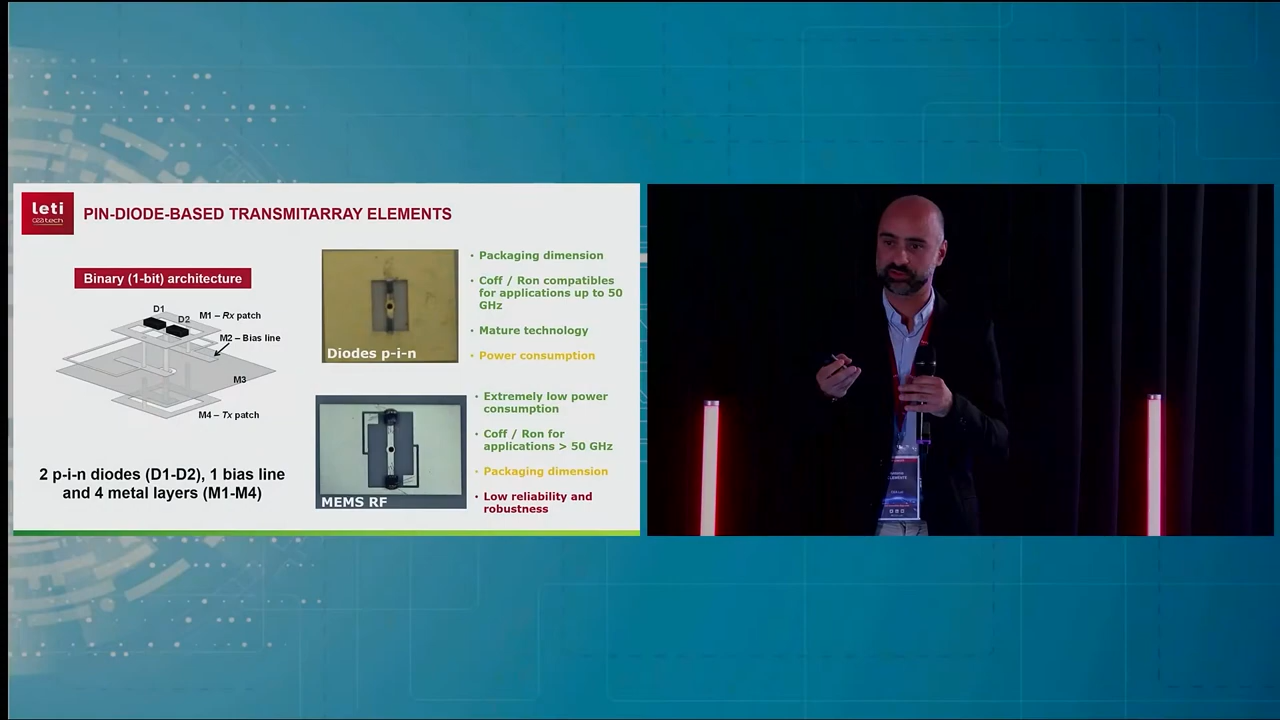 leti
cea tech
PIN-DIODE-BASED TRANSMITARRAY ELEMENTS
Binary (1-bit) architecture
D1
D2
M1 – Rx patch
M2 – Bias line
M3
M4 – Tx patch
2 p-i-n diodes (D1-D2), 1 bias line
and 4 metal layers (M1-M4)
Diodes p-i-n
• Packaging dimension
• Coff / Ron compatibles
for applications up to 50
GHz
• Mature technology
• Power consumption
MEMS RF
• Extremely low power
consumption
• Coff / Ron for
applications > 50 GHz
• Packaging dimension
• Low reliability and
robustness